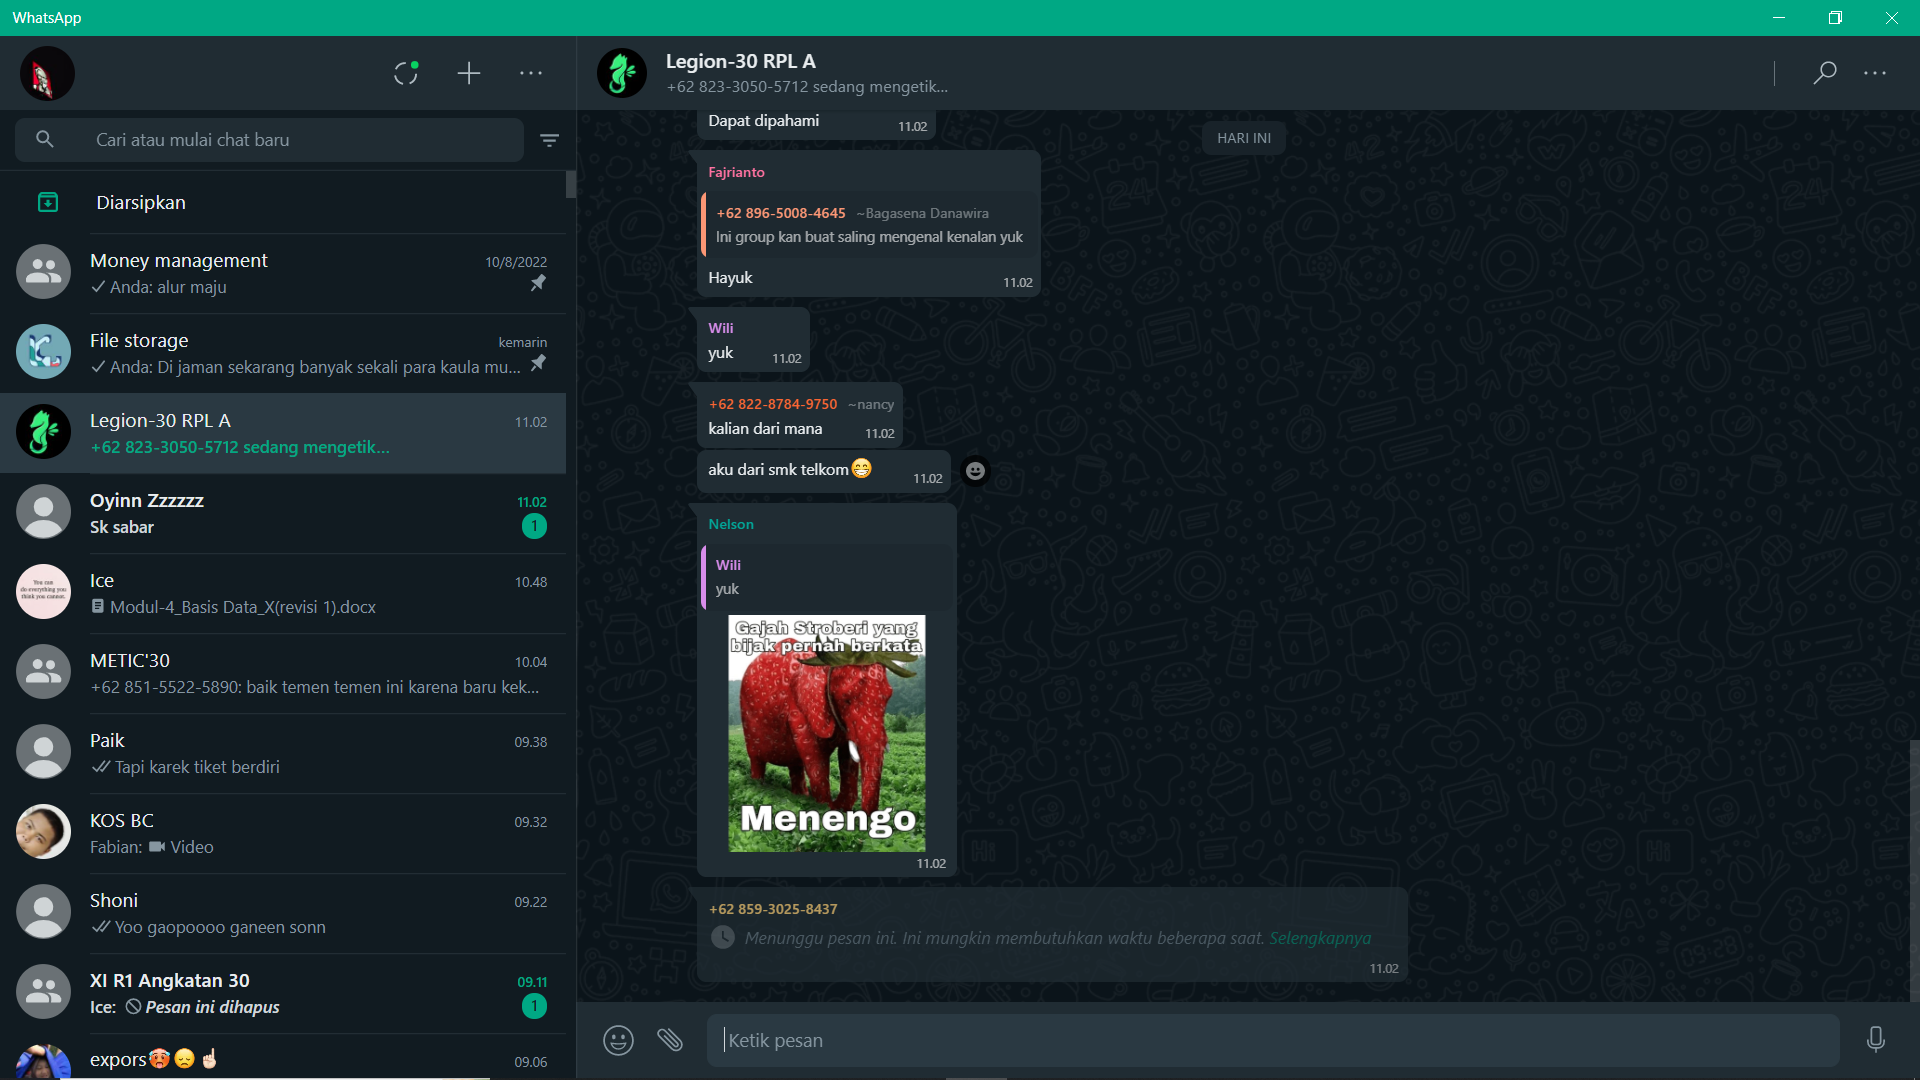 WhatsApp
Cari atau mulai chat baru
Diarsipkan
Money management
10/8/2022
Anda: alur maju
File storage
kemarin
Anda: Di jaman sekarang banyak sekali para kaula mu...
Legion-30 RPL A
11.02
+62 823-3050-5712 sedang mengetik...
Oyinn Zzzzzz
11.02
Sk sabar
1
You can
do everything you
think you cannot.
Ice
10.48
Modul-4_Basis Data_X(revisi 1).docx
METIC'30
10.04
+62 851-5522-5890: baik temen temen ini karena baru kek...
Paik
09.38
Tapi karek tiket berdiri
KOS BC
09.32
Fabian: Video
Shoni
09.22
Yoo gaopoooo ganeen sonn
XI R1 Angkatan 30
09.11
Ice: Pesan ini dihapus
1
expors🥵😞☝🏻
09.06
Legion-30 RPL A
+62 823-3050-5712 sedang mengetik...
HARI INI
Dapat dipahami
11.02
Fajrianto
+62 896-5008-4645 ~Bagasena Danawira
Ini group kan buat saling mengenal kenalan yuk
Hayuk
11.02
Wili
yuk
11.02
+62 822-8784-9750 ~nancy
kalian dari mana
11.02
aku dari smk telkom😁
11.02
Nelson
Wili
yuk
Gajah Stroberi yang
bijak pernah berkata
Menengo
11.02
+62 859-3025-8437
Menunggu pesan ini. Ini mungkin membutuhkan waktu beberapa saat. Selengkapnya
11.02
Ketik pesan